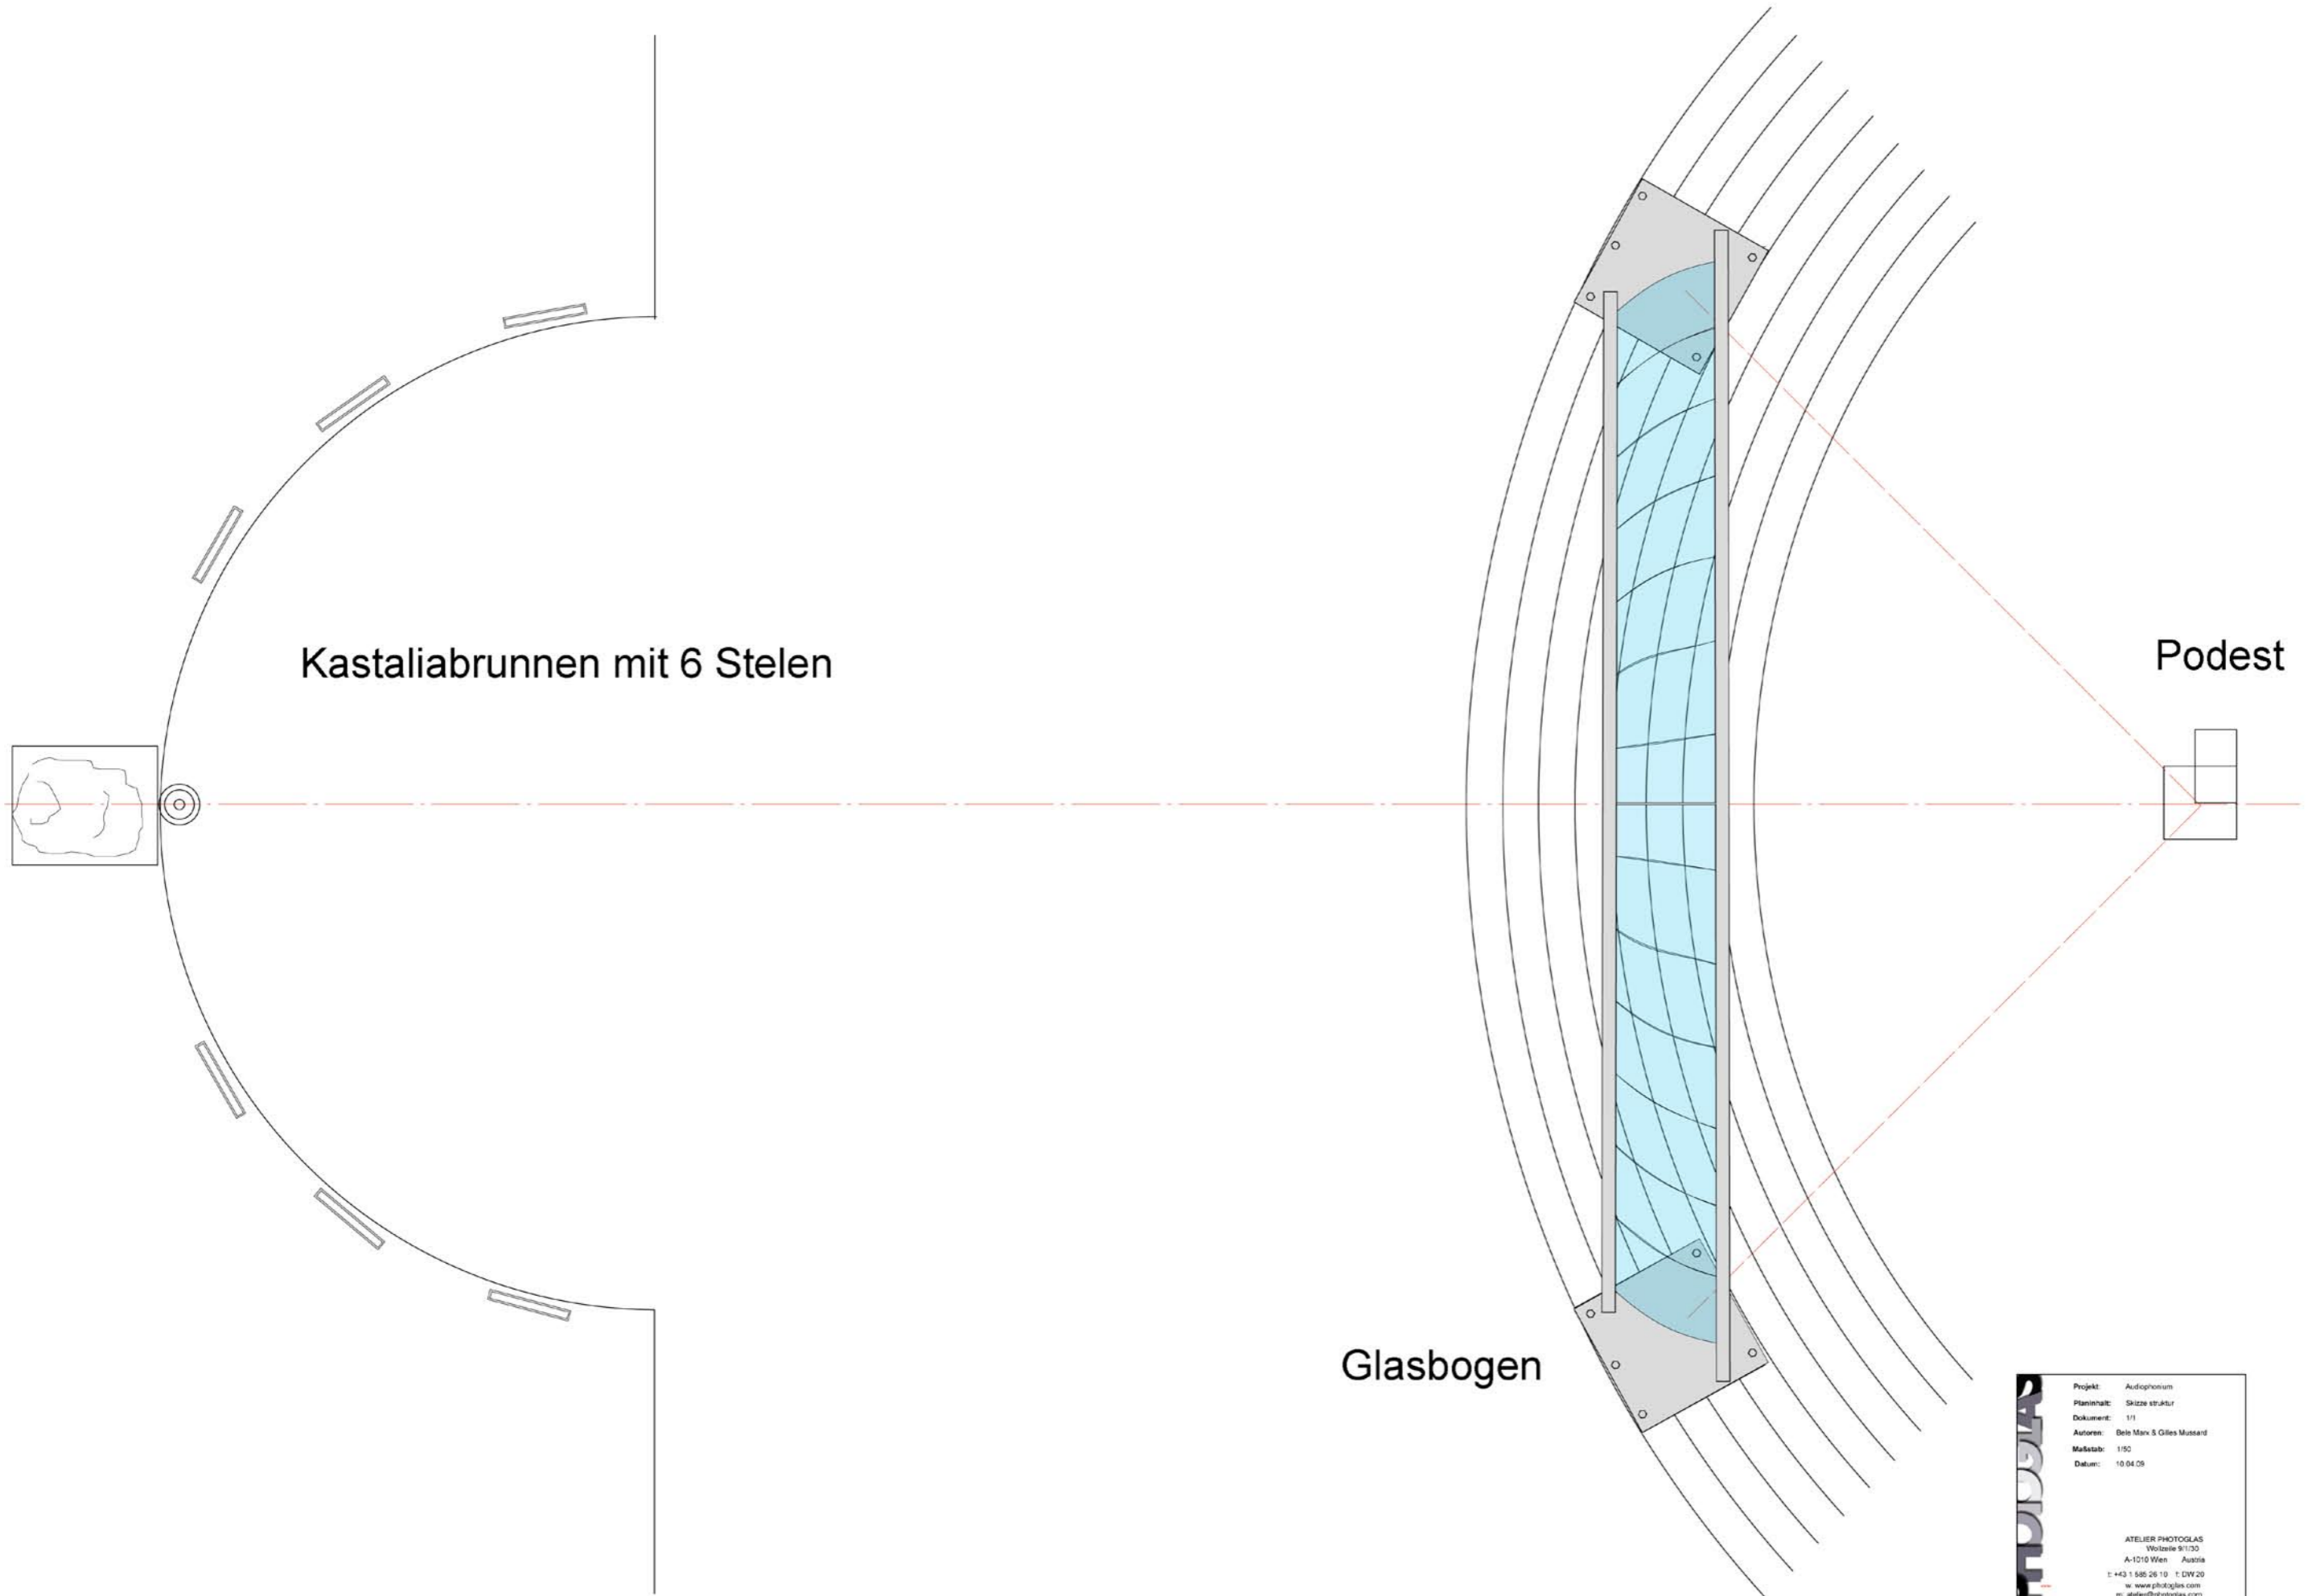 Kastaliabrunnen mit 6 Stelen
Podest
Glasbogen
Projekt: Audiophonium
Planinhalt: Skizze struktur
Dokument: 1/1
Autoren: Bele Marx & Gilles Mussard
Maßstab: 1/50
Datum: 10.04.09
ATELIER PHOTOGLAS
Wollzeile 9/1/30
A-1010 Wien Austria
t: +43 1 585 26 10 f: DW 20
w. www.photoglas.com